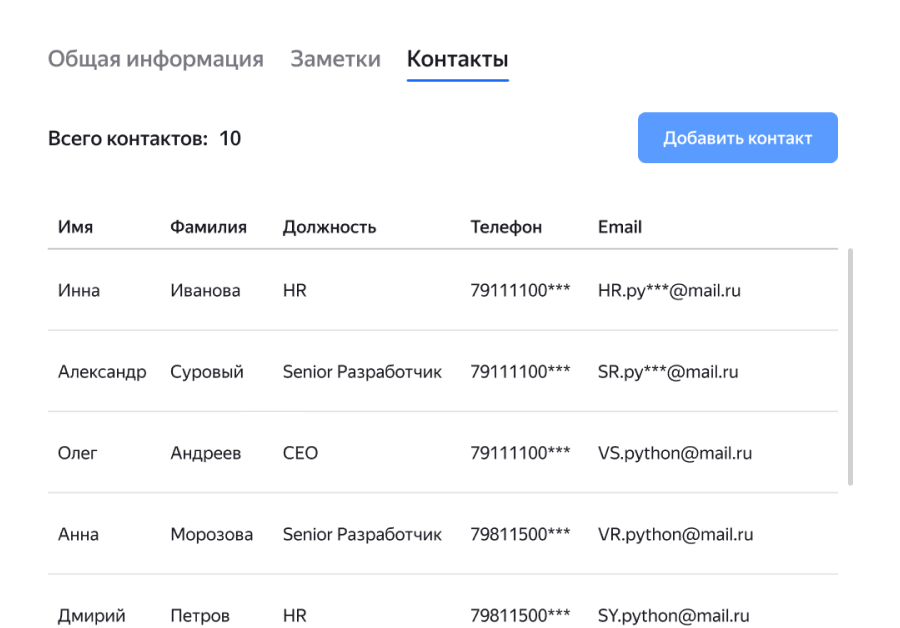 Общая информация Заметки Контакты
Всего контактов: 10 Добавить контакт
Имя Фамилия Должность Телефон Email
Инна Иванова HR 79111100*** HR.py***@mail.ru
Александр Суровый Senior Разработчик 79111100*** SR.py***@mail.ru
Олег Андреев CEO 79111100*** VS.python@mail.ru
Анна Морозова Senior Разработчик 79811500*** VR.python@mail.ru
Дмирий Петров HR 79811500*** SY.python@mail.ru